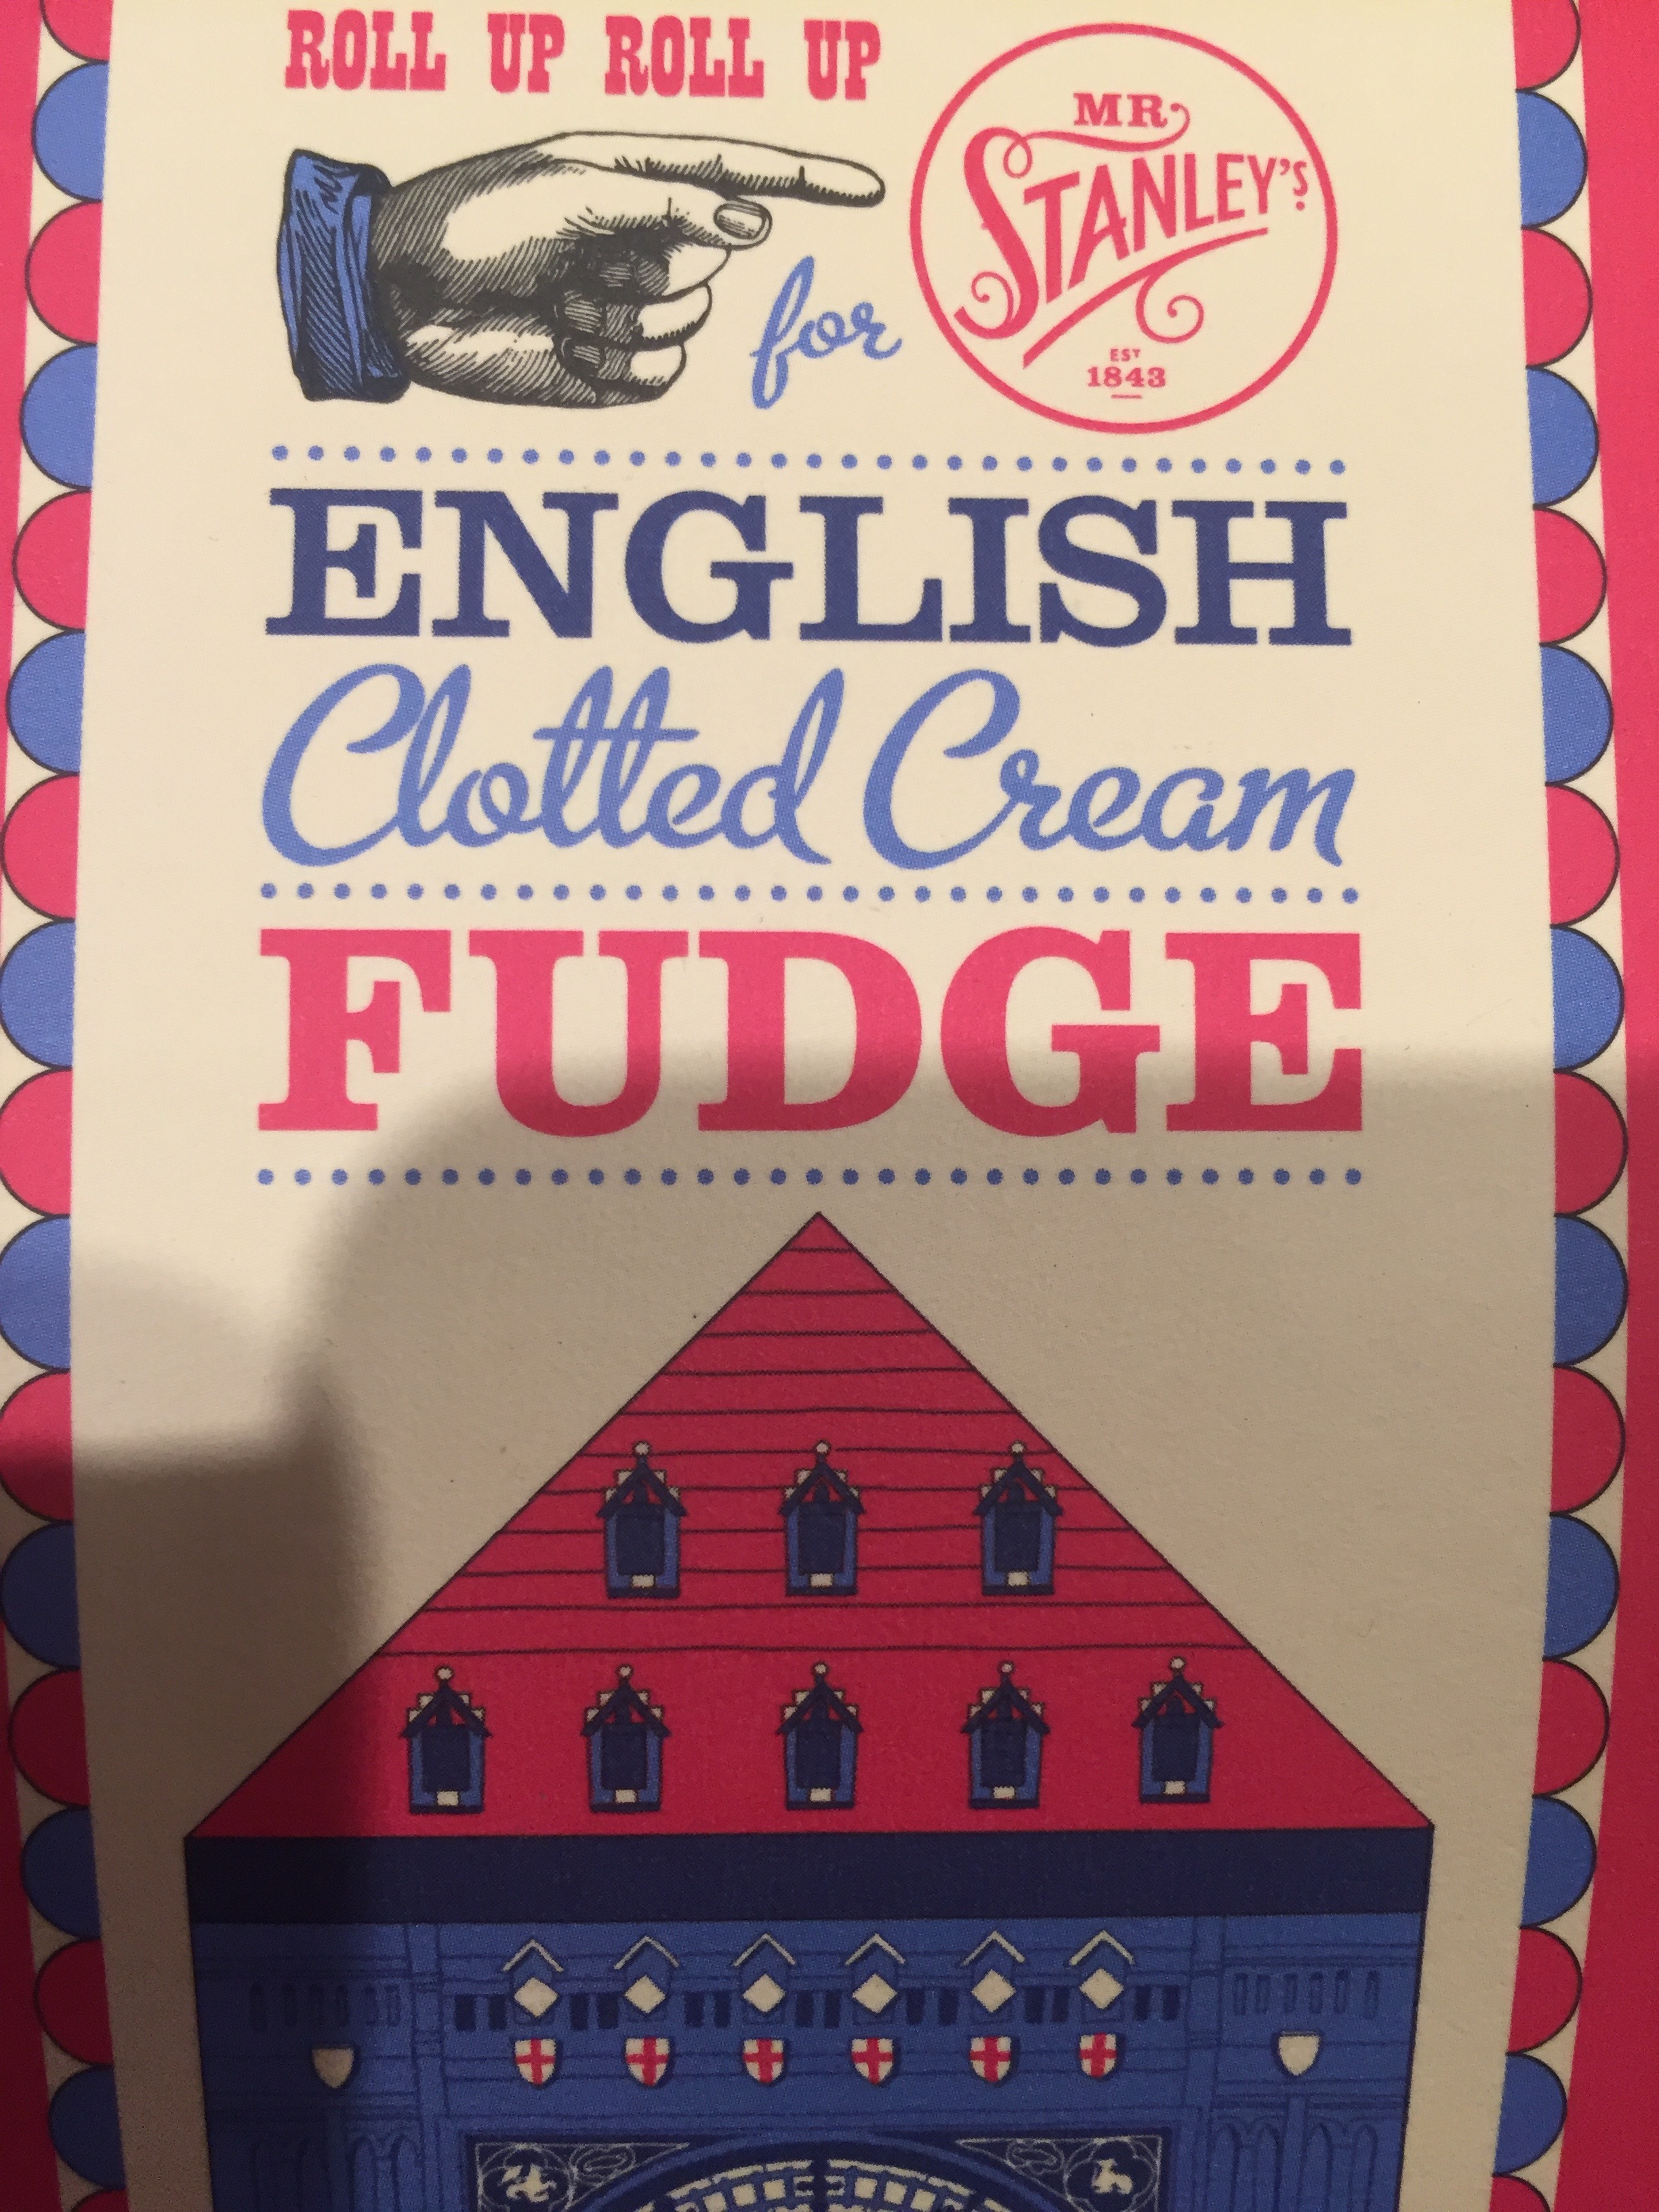 ROLL UP ROLL UP
for
MR
STANLEY'S
EST
1843
ENGLISH
Clotted Cream
FUDGE